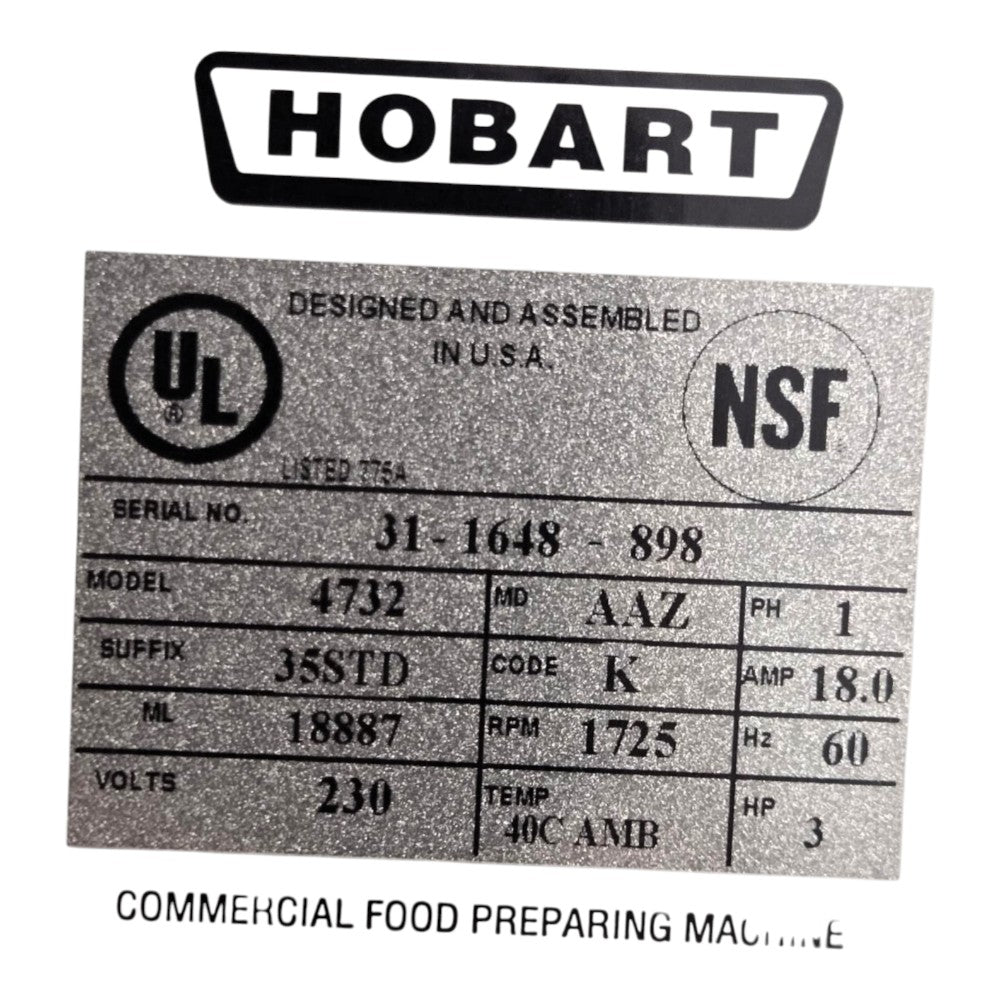 HOBART
DESIGNED AND ASSEMBLED
IN U.S.A.
UL
®
NSF
LISTED 775A
SERIAL NO. 31-1648-898
MODEL 4732 MD AAZ PH 1
SUFFIX 35STD CODE K AMP 18.0
ML 18887 RPM 1725 Hz 60
VOLTS 230 TEMP 40C AMB HP 3
COMMERCIAL FOOD PREPARING MACHINE